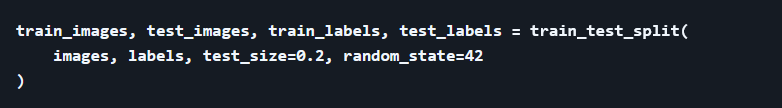 train_images, test_images, train_labels, test_labels = train_test_split(
    images, labels, test_size=0.2, random_state=42
)